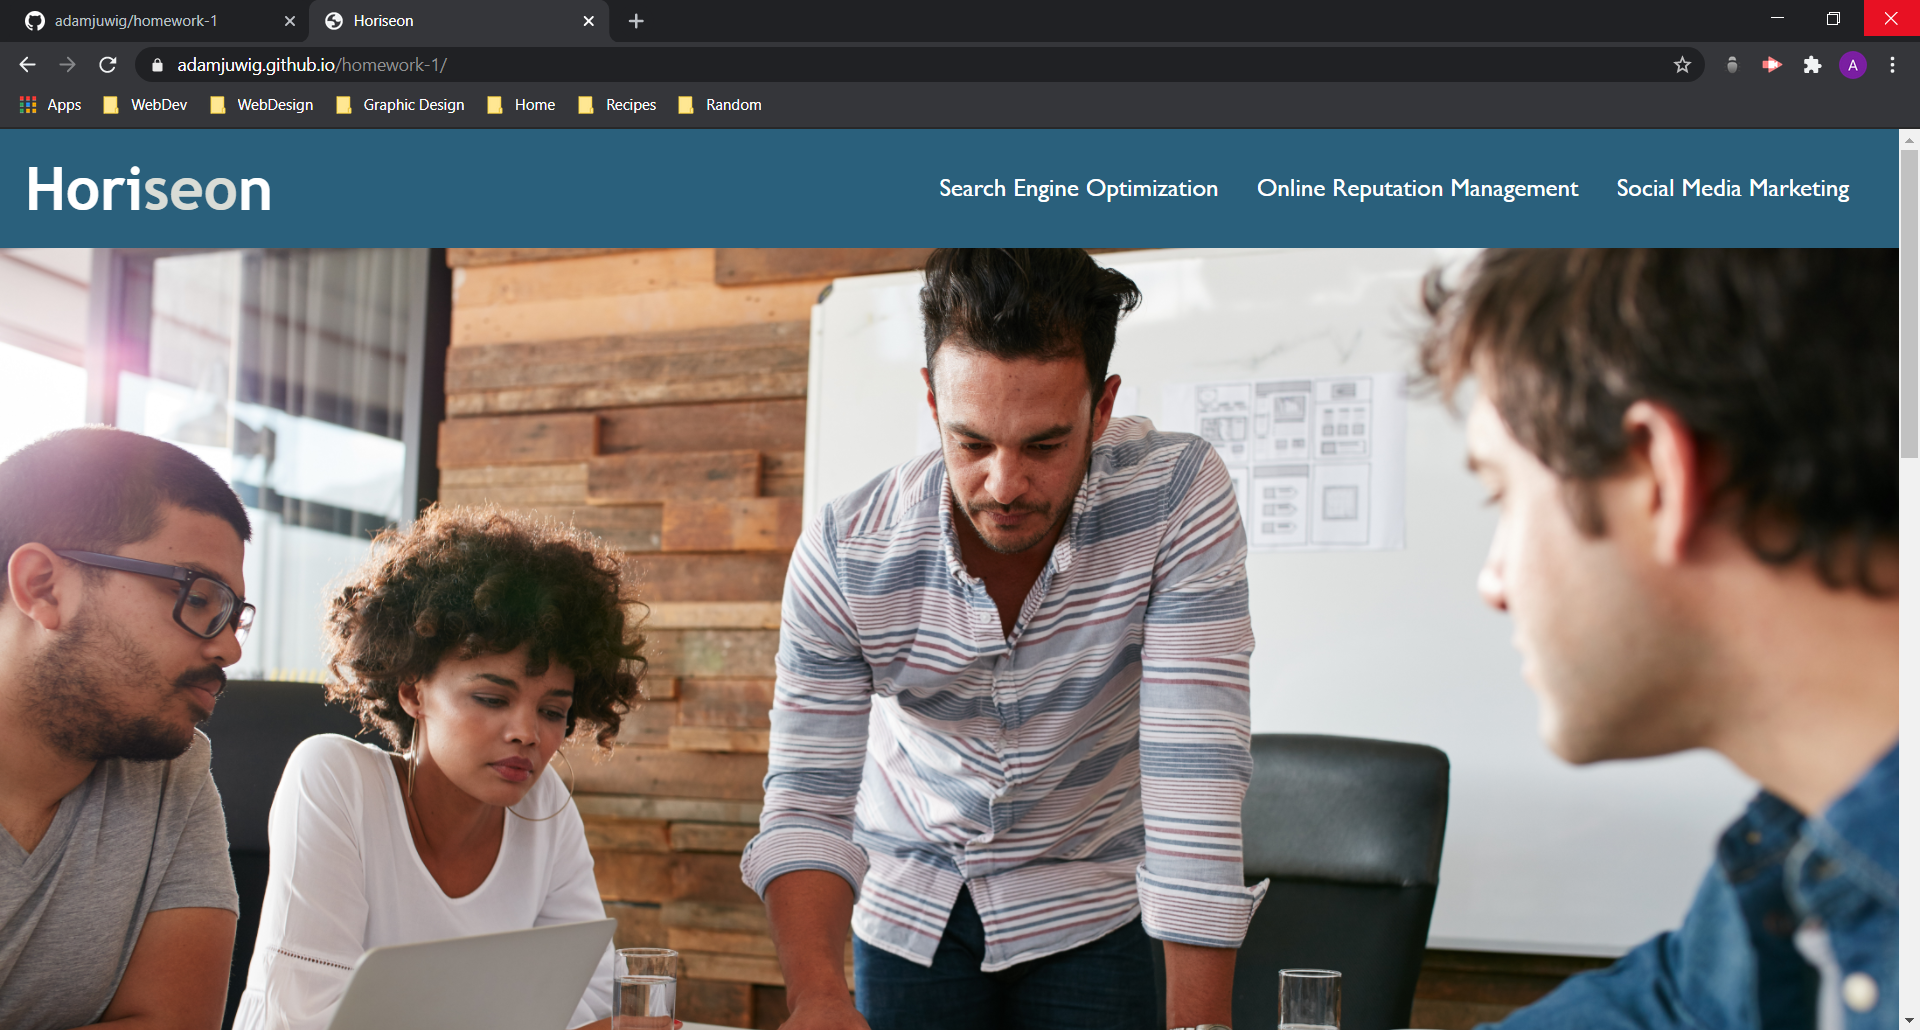 adamjuwig/homework-1
Horiseon
adamjuwig.github.io/homework-1/
A
Apps
WebDev
WebDesign
Graphic Design
Home
Recipes
Random
Horiseon
Search Engine Optimization
Online Reputation Management
Social Media Marketing